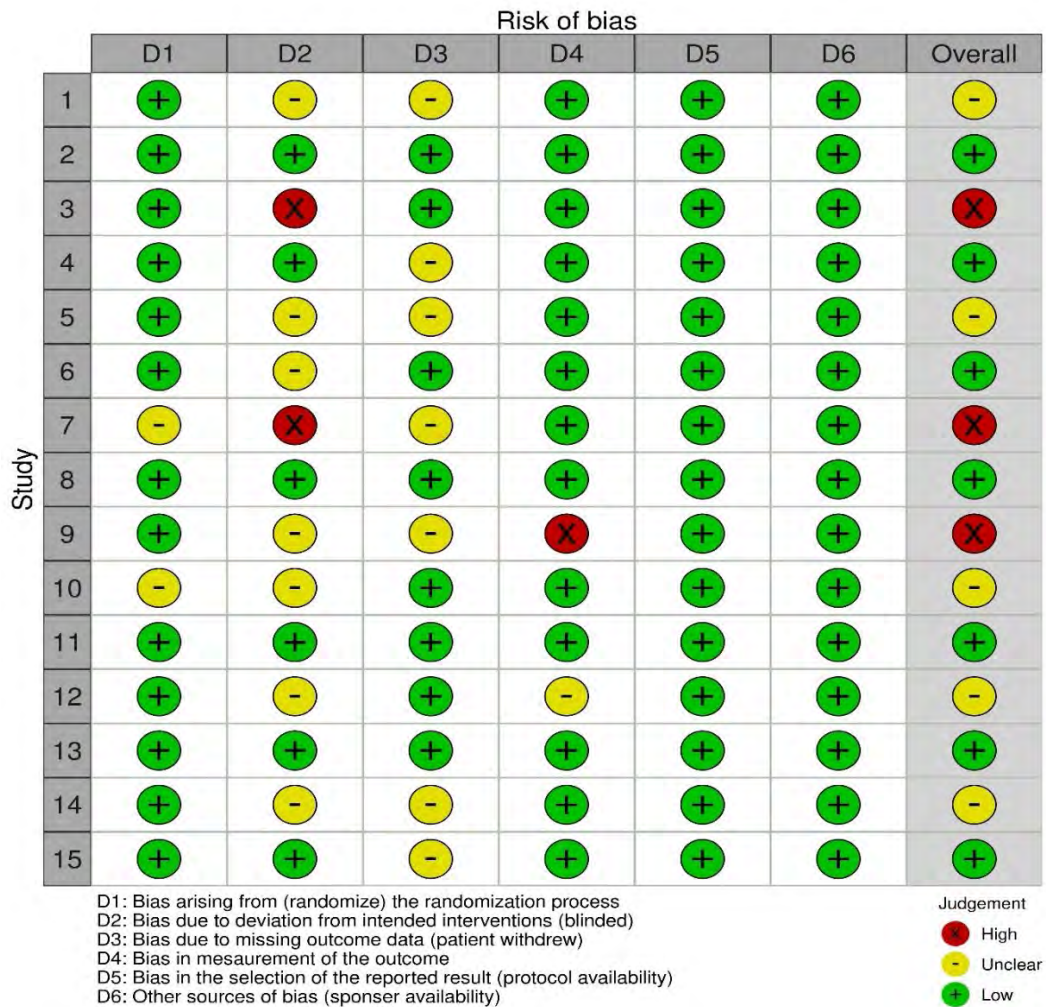 Risk of bias
D1 D2 D3 D4 D5 D6 Overall
Study
1 + - - + + + -
2 + + + + + + +
3 + X + + + + X
4 + + - + + + +
5 + - - + + + -
6 + - + + + + +
7 - X - + + + X
8 + + + + + + +
9 + - - X + + X
10 - - + + + + -
11 + + + + + + +
12 + - + - + + -
13 + + + + + + +
14 + - - + + + -
15 + + - + + + +
D1: Bias arising from (randomize) the randomization process
D2: Bias due to deviation from intended interventions (blinded)
D3: Bias due to missing outcome data (patient withdrew)
D4: Bias in mesaurement of the outcome
D5: Bias in the selection of the reported result (protocol availability)
D6: Other sources of bias (sponser availability)
Judgement
X High
- Unclear
+ Low